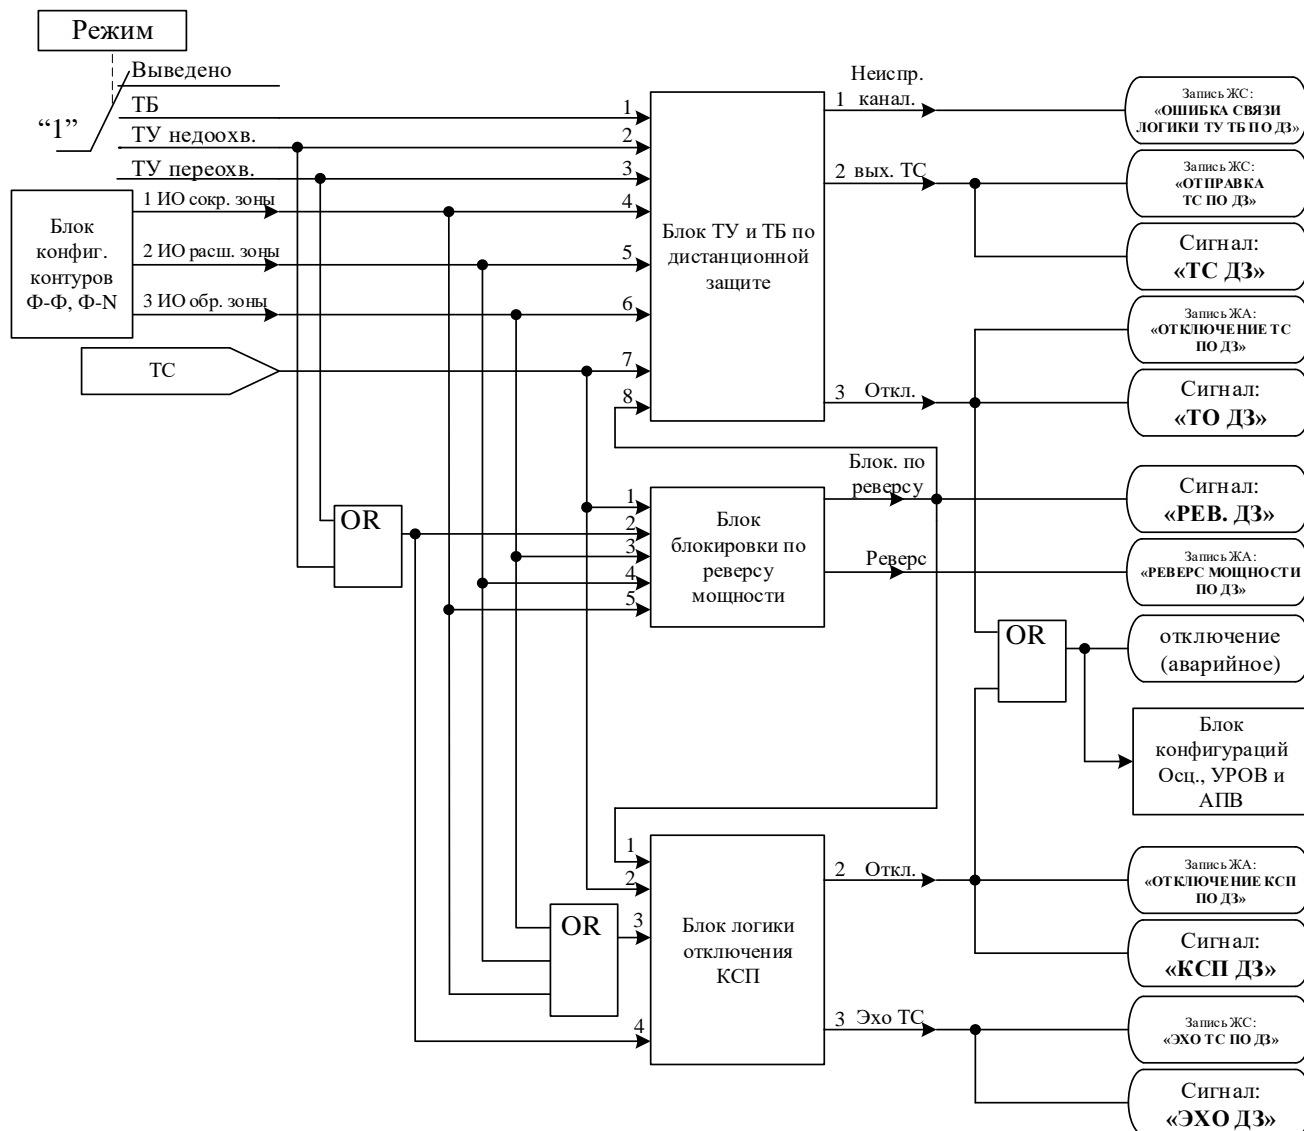 Режим
Выведено
“1”
ТБ
ТУ недоохв.
ТУ переохв.
Блок
конфиг.
контуров
Ф-Ф, Ф-N
1 ИО сокр. зоны
2 ИО расш. зоны
3 ИО обр. зоны
ТС
1
2
3
4
5
6
7
8
Блок ТУ и ТБ по
дистанционной
защите
Неиспр.
1 канал.
2 вых. ТС
3 Откл.
Запись ЖС:
«ОШИБКА СВЯЗИ
ЛОГИКИ ТУ ТБ ПО ДЗ»
Запись ЖС:
«ОТПРАВКА
ТС ПО ДЗ»
Сигнал:
«ТС ДЗ»
Запись ЖА:
«ОТКЛЮЧЕНИЕ ТС
ПО ДЗ»
Сигнал:
«ТО ДЗ»
OR
1
2
3
4
5
Блок
блокировки по
реверсу
мощности
Блок. по
реверсу
Реверс
Сигнал:
«РЕВ. ДЗ»
Запись ЖА:
«РЕВЕРС МОЩНОСТИ
ПО ДЗ»
OR
отключение
(аварийное)
Блок
конфигураций
Осц., УРОВ и
АПВ
OR
1
2
3
4
Блок логики
отключения
КСП
2 Откл.
3 Эхо ТС
Запись ЖА:
«ОТКЛЮЧЕНИЕ КСП
ПО ДЗ»
Сигнал:
«КСП ДЗ»
Запись ЖС:
«ЭХО ТС ПО ДЗ»
Сигнал:
«ЭХО ДЗ»